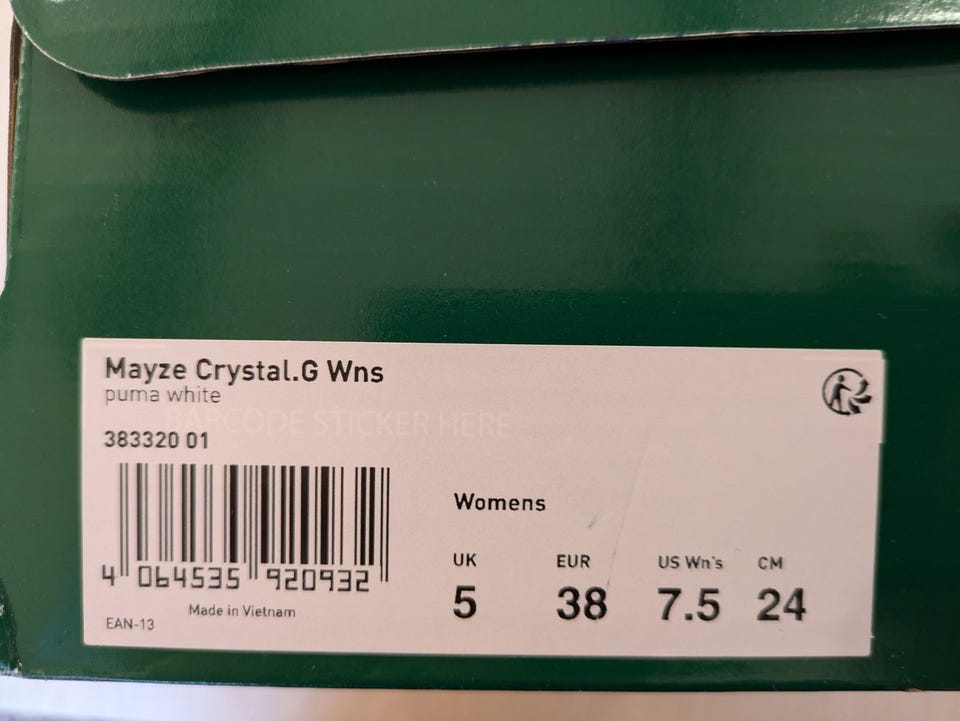 Mayze Crystal.G Wns
puma white
BARCODE STICKER HERE
383320 01
4 064535 920932
Made in Vietnam
EAN-13
Womens
UK EUR US Wn's CM
5 38 7.5 24